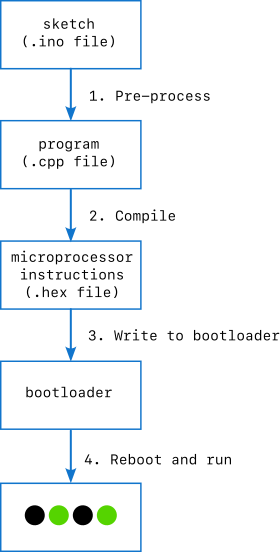 sketch
(.ino file)
1. Pre-process
program
(.cpp file)
2. Compile
microprocessor
instructions
(.hex file)
3. Write to bootloader
bootloader
4. Reboot and run